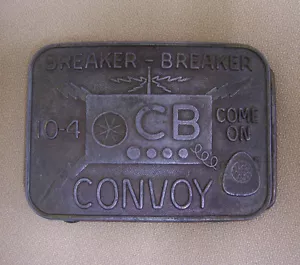 BREAKER - BREAKER
10-4
CB
COME
ON
CONVOY